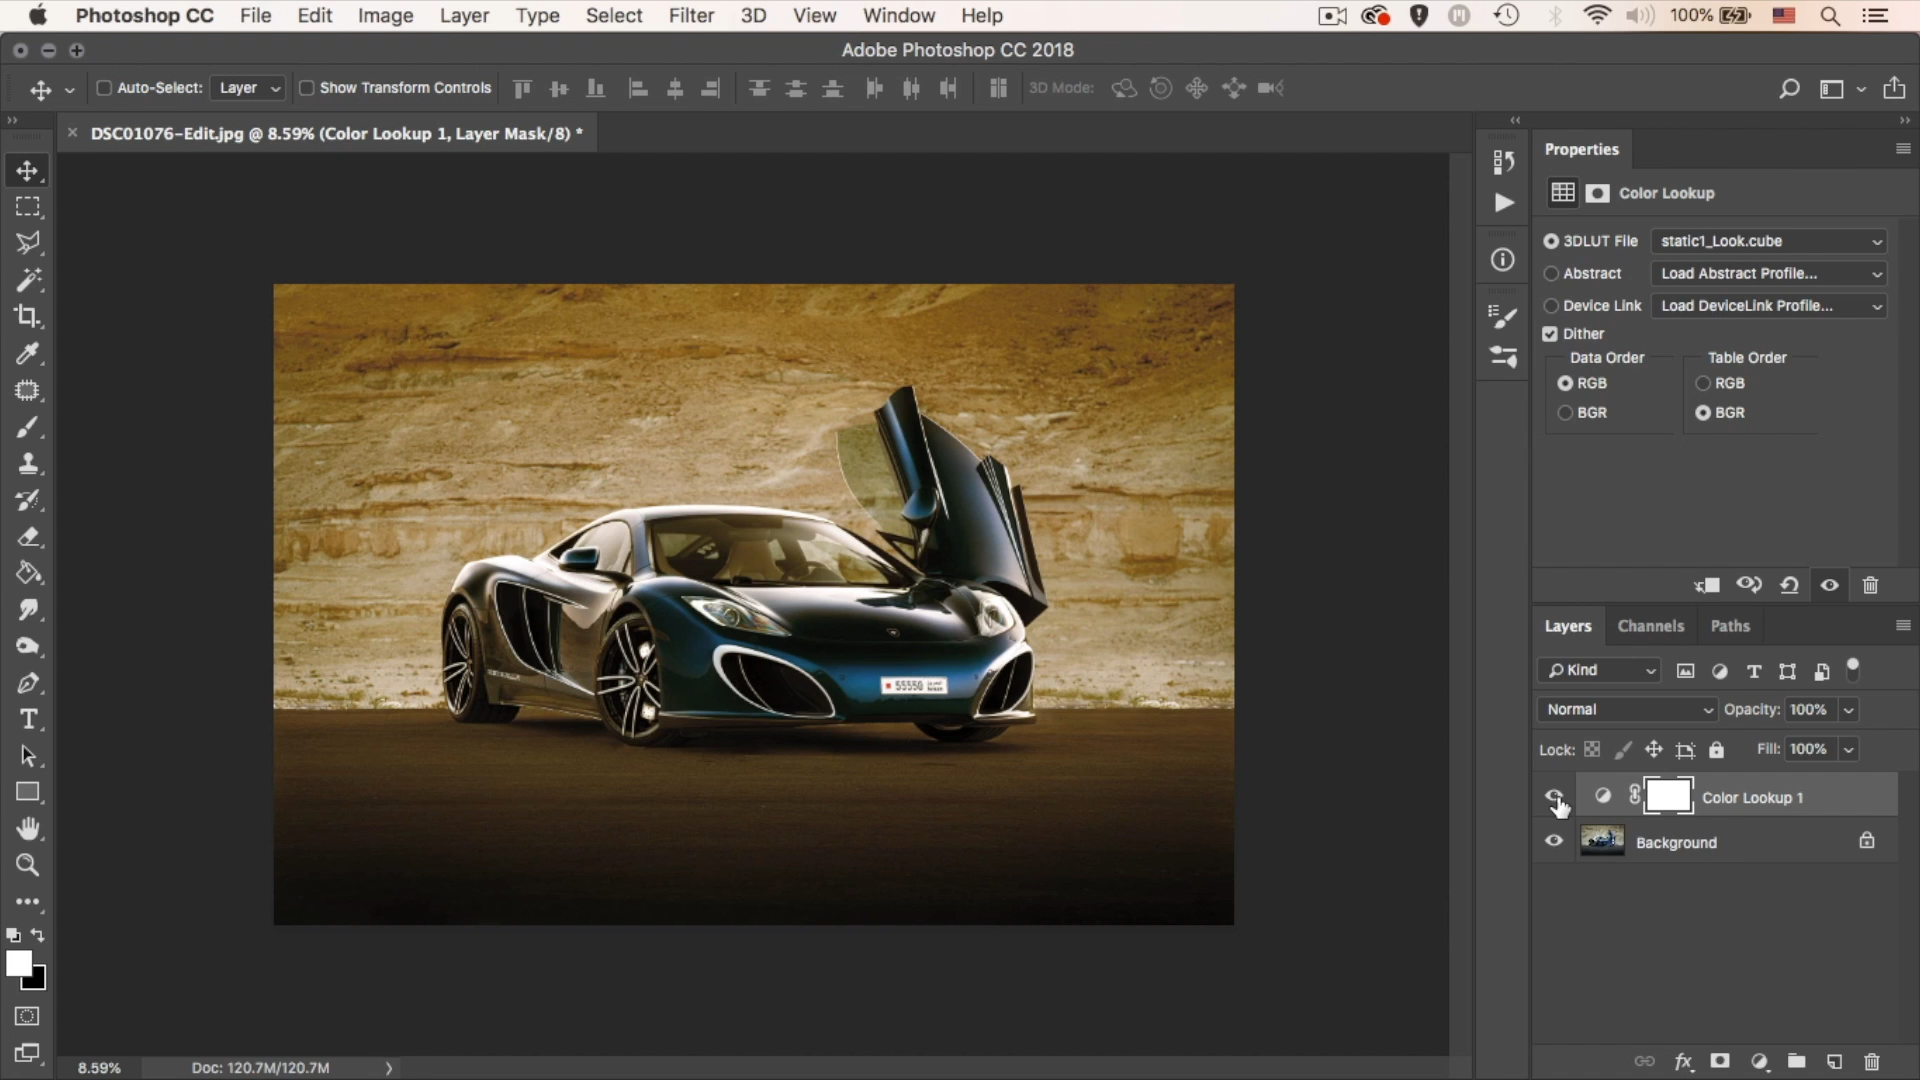 Photoshop CC File Edit Image Layer Type Select Filter 3D View Window Help 100%
Adobe Photoshop CC 2018
Auto-Select: Layer Show Transform Controls 3D Mode:
DSC01076-Edit.jpg @ 8.59% (Color Lookup 1, Layer Mask/8) *
Properties
Color Lookup
3DLUT File static1_Look.cube
Abstract Load Abstract Profile...
Device Link Load DeviceLink Profile...
Dither
Data Order Table Order
RGB RGB
BGR BGR
55550
Layers Channels Paths
Kind
Normal Opacity: 100%
Lock: Fill: 100%
Color Lookup 1
Background
8.59% Doc: 120.7M/120.7M